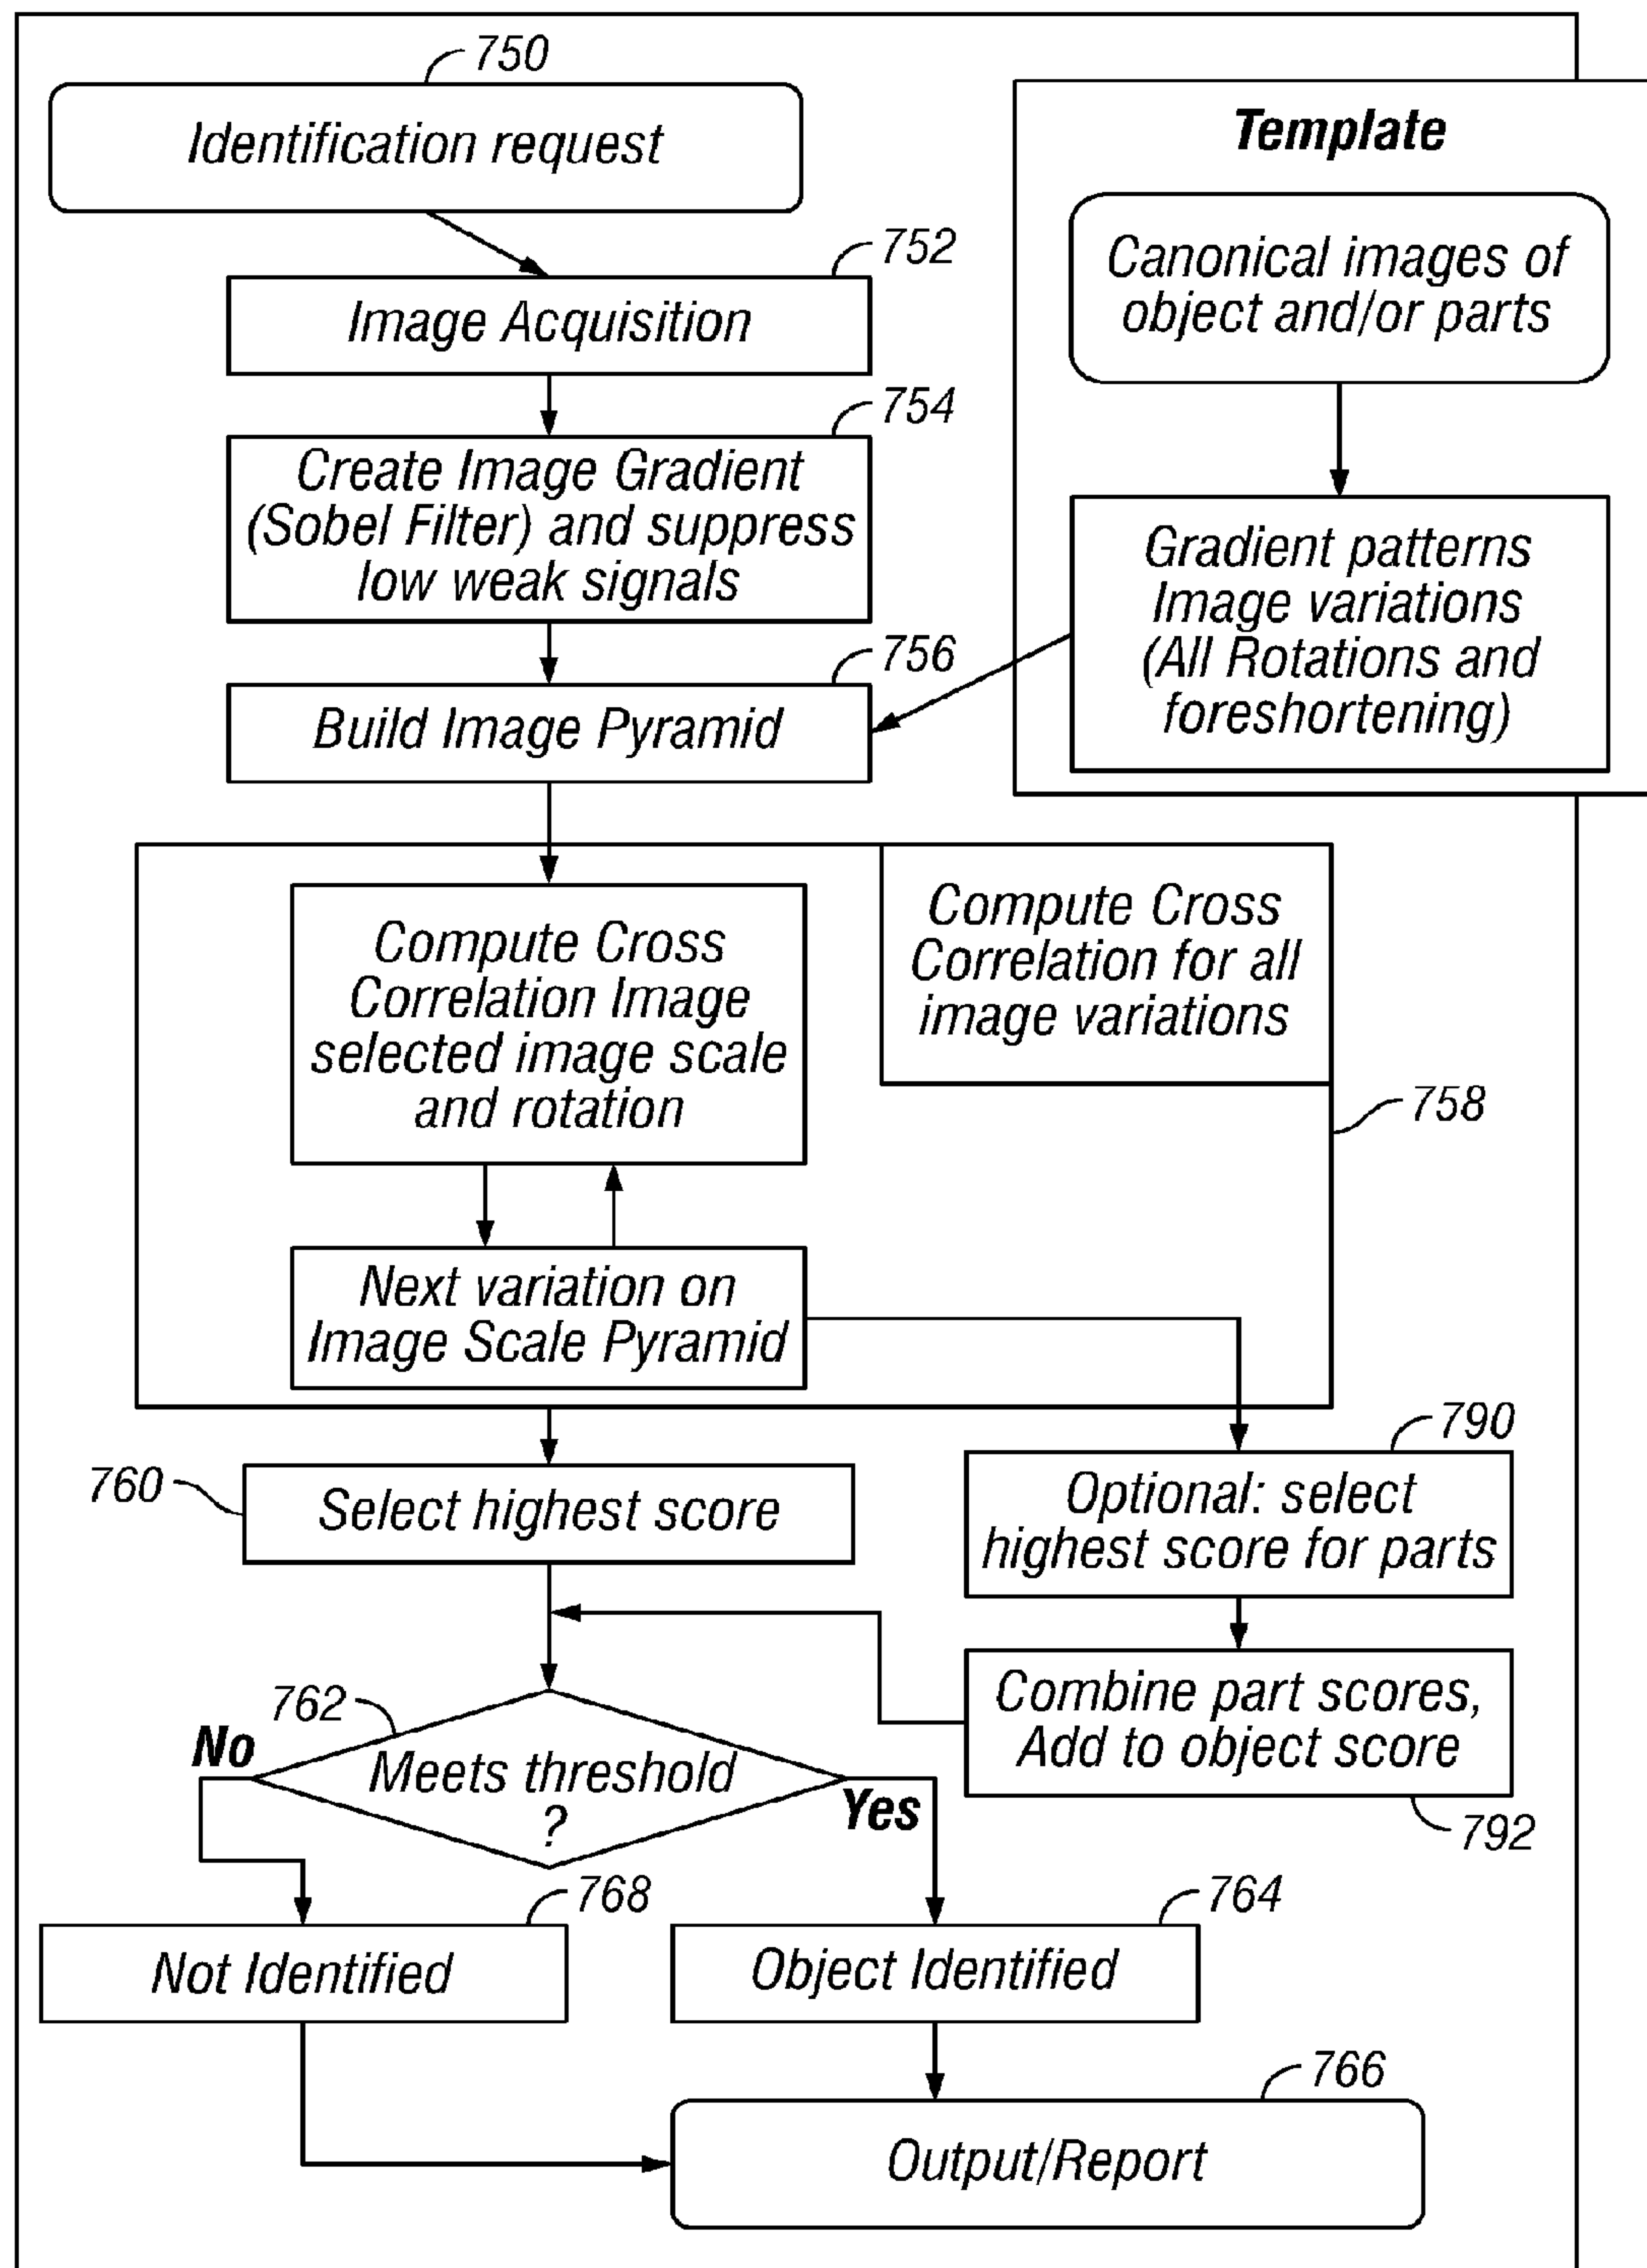 750
Identification request
752
Image Acquisition
754
Create Image Gradient
(Sobel Filter) and suppress
low weak signals
756
Build Image Pyramid
Template
Canonical images of
object and/or parts
Gradient patterns
Image variations
(All Rotations and
foreshortening)
Compute Cross
Correlation Image
selected image scale
and rotation
Compute Cross
Correlation for all
image variations
758
Next variation on
Image Scale Pyramid
760
Select highest score
790
Optional: select
highest score for parts
Combine part scores,
Add to object score
792
762
Meets threshold
?
No
Yes
768
Not Identified
764
Object Identified
766
Output/Report